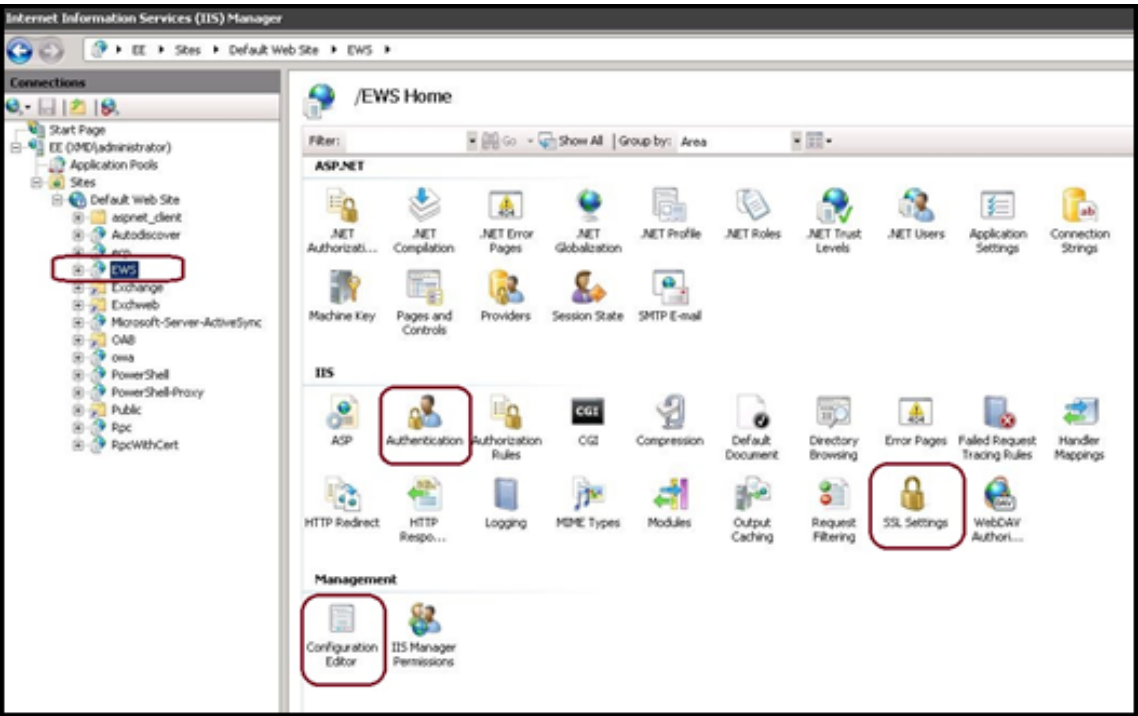 Internet Information Services (IIS) Manager
EE Sites Default Web Site EWS
Connections
Start Page
EE (XMD\administrator)
Application Pools
Sites
Default Web Site
aspnet_client
Autodiscover
ecp
EWS
Exchange
Exchweb
Microsoft-Server-ActiveSync
OAB
owa
PowerShell
PowerShell-Proxy
Public
Rpc
RpcWithCert
/EWS Home
Filter: Go Show All Group by: Area
ASP.NET
.NET Authorizati...
.NET Compilation
.NET Error Pages
.NET Globalization
.NET Profile
.NET Roles
.NET Trust Levels
.NET Users
Application Settings
Connection Strings
Machine Key
Pages and Controls
Providers
Session State
SMTP E-mail
IIS
ASP
Authentication
Authorization Rules
CGI
CGI
Compression
Default Document
Directory Browsing
Error Pages
Failed Request Tracing Rules
Handler Mappings
HTTP Redirect
HTTP Respo...
Logging
MIME Types
Modules
Output Caching
Request Filtering
SSL Settings
WebDAV Authori....
Management
Configuration Editor
IIS Manager Permissions